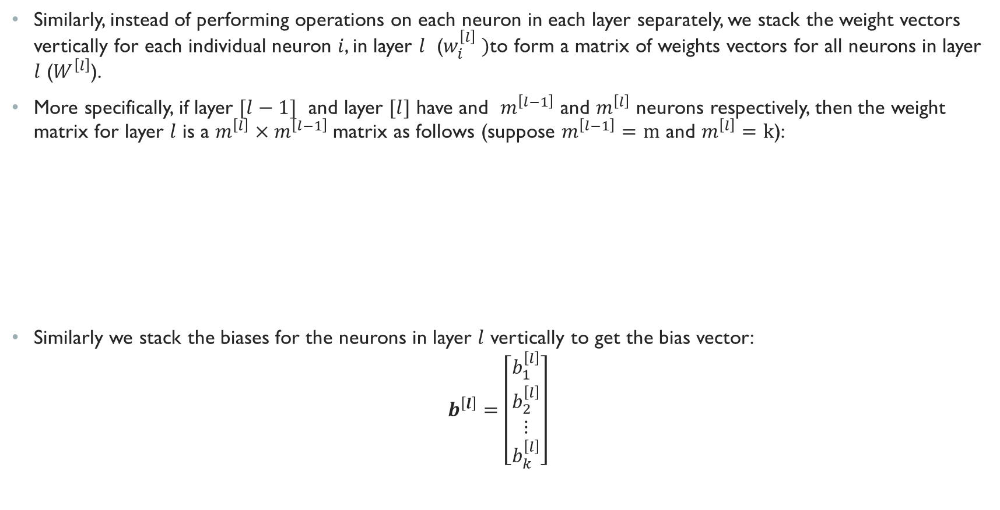 • Similarly, instead of performing operations on each neuron in each layer separately, we stack the weight vectors
vertically for each individual neuron $i$, in layer $l$ ($w_i^{[l]}$ )to form a matrix of weights vectors for all neurons in layer
$l$ ($W^{[l]}$).
• More specifically, if layer $[l-1]$ and layer $[l]$ have and $m^{[l-1]}$ and $m^{[l]}$ neurons respectively, then the weight
matrix for layer $l$ is a $m^{[l]} \times m^{[l-1]}$ matrix as follows (suppose $m^{[l-1]} = \mathrm{m}$ and $m^{[l]} = \mathrm{k}$):
• Similarly we stack the biases for the neurons in layer $l$ vertically to get the bias vector:
$\boldsymbol{b}^{[l]} = \begin{bmatrix} b_1^{[l]} \\ b_2^{[l]} \\ \vdots \\ b_k^{[l]} \end{bmatrix}$